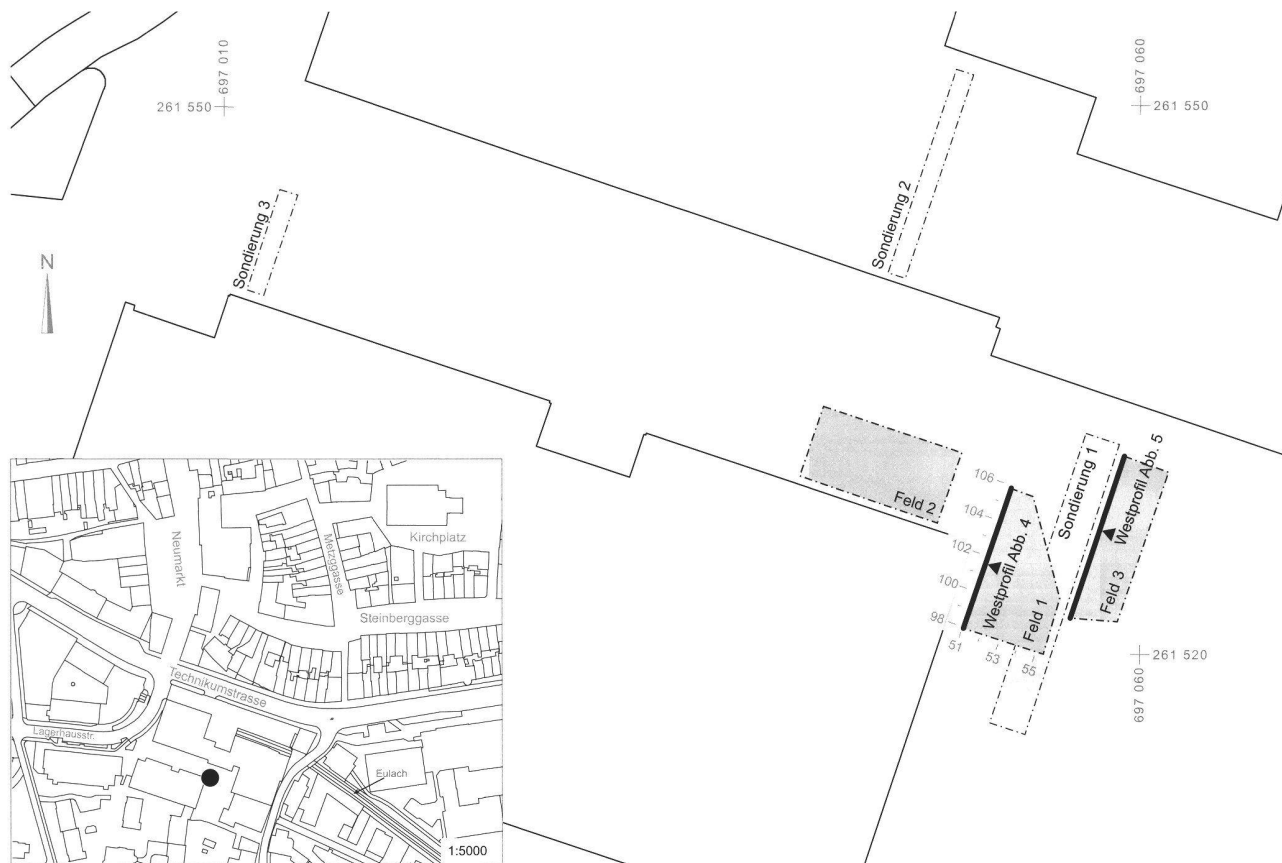 697 010
261 550
697 060
261 550
Sondierung 3
Sondierung 2
N
Feld 2
106
104
102
100
98
51
53
55
Westprofil Abb. 4
Feld 1
Sondierung 1
Westprofil Abb. 5
Feld 3
261 520
697 060
Neumarkt
Metzggasse
Kirchplatz
Steinberggasse
Technikumstrasse
Lagerhausstr.
Eulach
1:5000